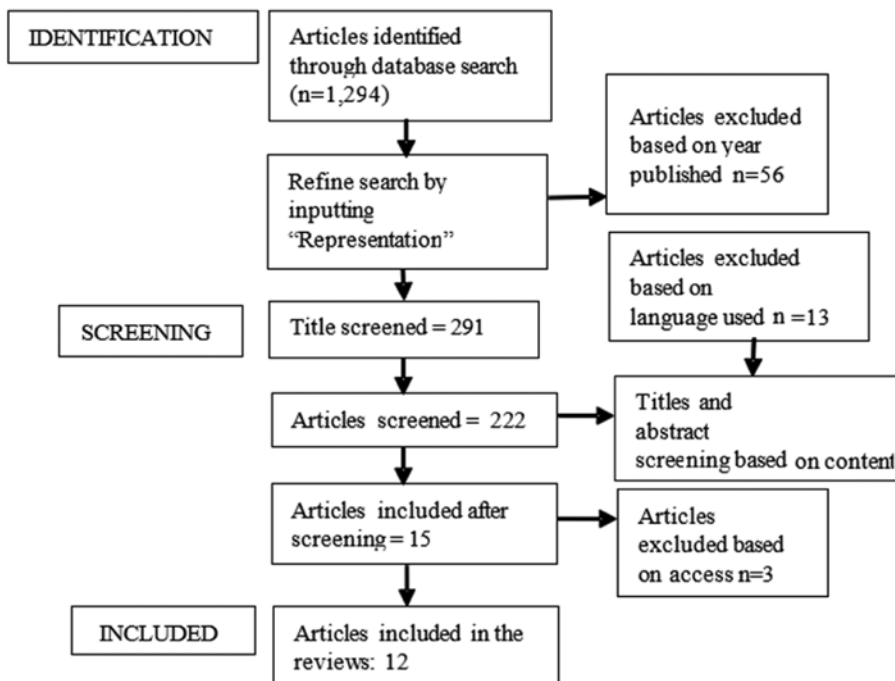 IDENTIFICATION
Articles identified
through database search
(n=1,294)
Articles excluded
based on year
published n=56
Refine search by
inputting
“Representation”
Articles excluded
based on
language used n =13
SCREENING
Title screened = 291
Articles screened = 222
Titles and
abstract
screening based on content
Articles included after
screening = 15
Articles
excluded based
on access n=3
INCLUDED
Articles included in the
reviews: 12